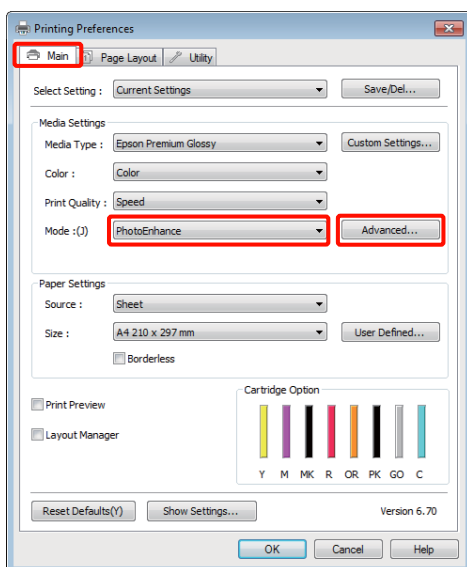 Printing Preferences
Main Page Layout Utility
Select Setting : Current Settings Save/Del...
Media Settings
Media Type : Epson Premium Glossy Custom Settings...
Color : Color
Print Quality : Speed
Mode :(J) PhotoEnhance Advanced...
Paper Settings
Source : Sheet
Size : A4 210 x 297 mm User Defined...
Borderless
Cartridge Option
Print Preview
Layout Manager
Y M MK R OR PK GO C
Reset Defaults(Y) Show Settings... Version 6.70
OK Cancel Help